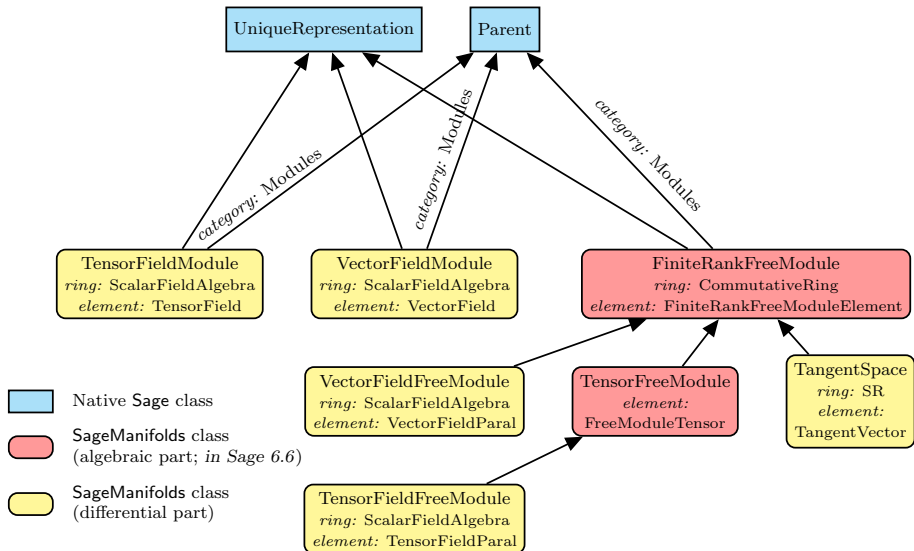 UniqueRepresentation
Parent
category: Modules
category: Modules
category: Modules
TensorFieldModule
ring: ScalarFieldAlgebra
element: TensorField
VectorFieldModule
ring: ScalarFieldAlgebra
element: VectorField
FiniteRankFreeModule
ring: CommutativeRing
element: FiniteRankFreeModuleElement
VectorFieldFreeModule
ring: ScalarFieldAlgebra
element: VectorFieldParal
TensorFreeModule
element:
FreeModuleTensor
TangentSpace
ring: SR
element:
TangentVector
Native Sage class
SageManifolds class
(algebraic part; in Sage 6.6)
SageManifolds class
(differential part)
TensorFieldFreeModule
ring: ScalarFieldAlgebra
element: TensorFieldParal